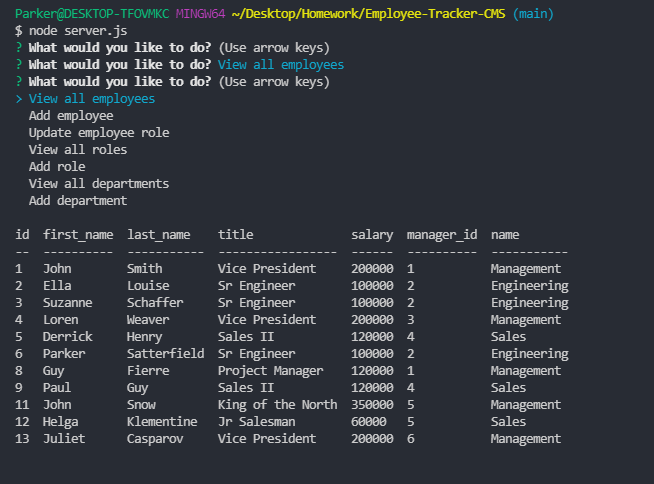 Parker@DESKTOP-TFOVMKC MINGW64 ~/Desktop/Homework/Employee-Tracker-CMS (main)
$ node server.js
? What would you like to do? (Use arrow keys)
? What would you like to do? View all employees
? What would you like to do? (Use arrow keys)
> View all employees
  Add employee
  Update employee role
  View all roles
  Add role
  View all departments
  Add department
id  first_name  last_name    title              salary  manager_id  name
--  ----------  -----------  -----------------  ------  ----------  -----------
1   John        Smith        Vice President     200000  1           Management
2   Ella        Louise       Sr Engineer        100000  2           Engineering
3   Suzanne     Schaffer     Sr Engineer        100000  2           Engineering
4   Loren       Weaver       Vice President     200000  3           Management
5   Derrick     Henry        Sales II           120000  4           Sales
6   Parker      Satterfield  Sr Engineer        100000  2           Engineering
8   Guy         Fierre       Project Manager    120000  1           Management
9   Paul        Guy          Sales II           120000  4           Sales
11  John        Snow         King of the North  350000  5           Management
12  Helga       Klementine   Jr Salesman        60000   5           Sales
13  Juliet      Casparov     Vice President     200000  6           Management